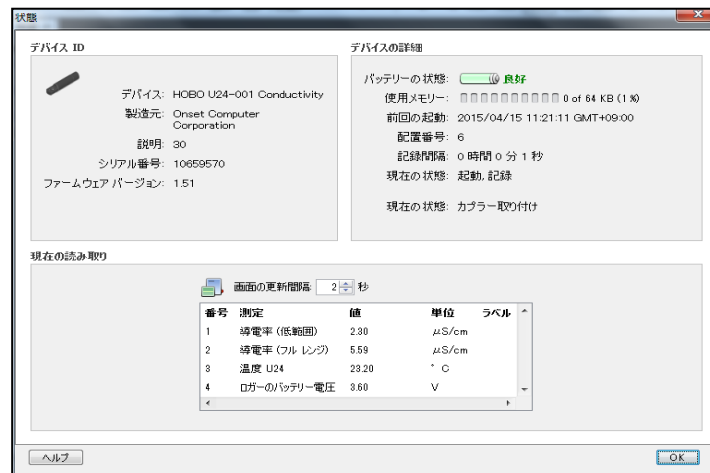 状態
デバイス ID
デバイス: HOBO U24-001 Conductivity
製造元: Onset Computer
Corporation
説明: 30
シリアル番号: 10659570
ファームウェア バージョン: 1.51
デバイスの詳細
バッテリーの状態: 良好
使用メモリー: 0 of 64 KB (1 %)
前回の起動: 2015/04/15 11:21:11 GMT+09:00
配置番号: 6
記録間隔: 0 時間 0 分 1 秒
現在の状態: 起動, 記録
現在の状態: カプラー取り付け
現在の読み取り
画面の更新間隔: 2 秒
番号 測定 値 単位 ラベル
1 導電率 (低範囲) 2.30 μS/cm
2 導電率 (フル レンジ) 5.59 μS/cm
3 温度 U24 23.20 ° C
4 ロガーのバッテリー電圧 3.60 V
ヘルプ
OK